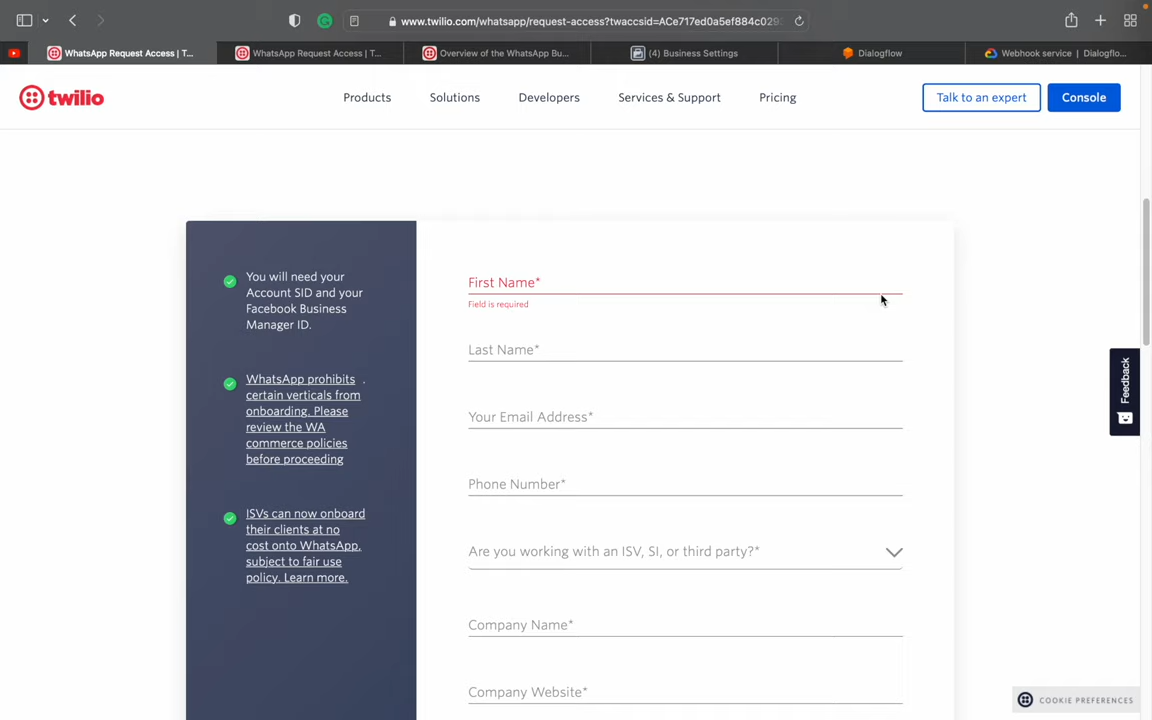 www.twilio.com/whatsapp/request-access?twaccsid=ACe717ed0a5ef884c029
WhatsApp Request Access | T...
WhatsApp Request Access | T...
Overview of the WhatsApp Bu...
(4) Business Settings
Dialogflow
Webhook service | Dialogflo...
twilio
Products
Solutions
Developers
Services & Support
Pricing
Talk to an expert
Console
You will need your
Account SID and your
Facebook Business
Manager ID.
WhatsApp prohibits .
certain verticals from
onboarding. Please
review the WA
commerce policies
before proceeding
ISVs can now onboard
their clients at no
cost onto WhatsApp,
subject to fair use
policy. Learn more.
First Name*
Field is required
Last Name*
Your Email Address*
Phone Number*
Are you working with an ISV, SI, or third party?*
Company Name*
Company Website*
Feedback
COOKIE PREFERENCES